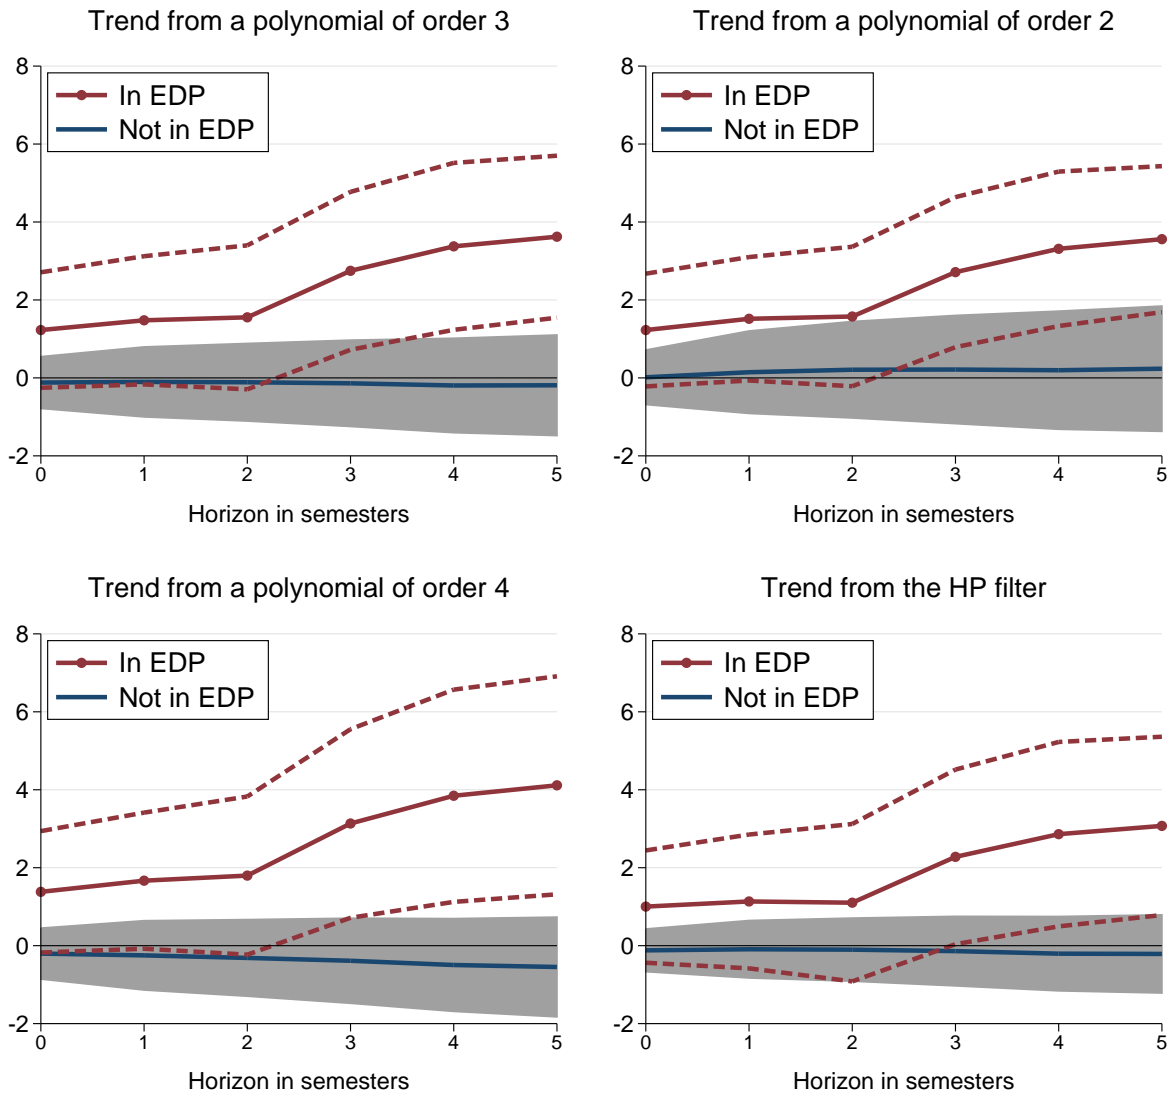 Trend from a polynomial of order 3
8
6
4
2
0
-2
In EDP
Not in EDP
0 1 2 3 4 5
Horizon in semesters
Trend from a polynomial of order 2
8
6
4
2
0
-2
In EDP
Not in EDP
0 1 2 3 4 5
Horizon in semesters
Trend from a polynomial of order 4
8
6
4
2
0
-2
In EDP
Not in EDP
0 1 2 3 4 5
Horizon in semesters
Trend from the HP filter
8
6
4
2
0
-2
In EDP
Not in EDP
0 1 2 3 4 5
Horizon in semesters